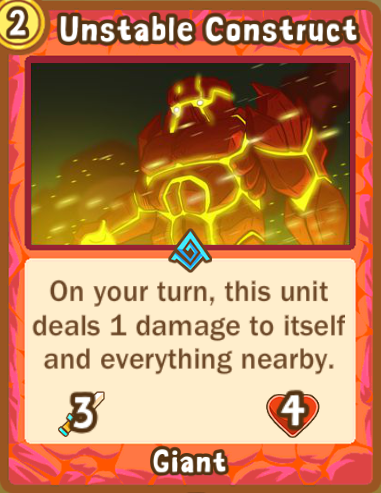 2
Unstable Construct
On your turn, this unit
deals 1 damage to itself
and everything nearby.
3
4
Giant